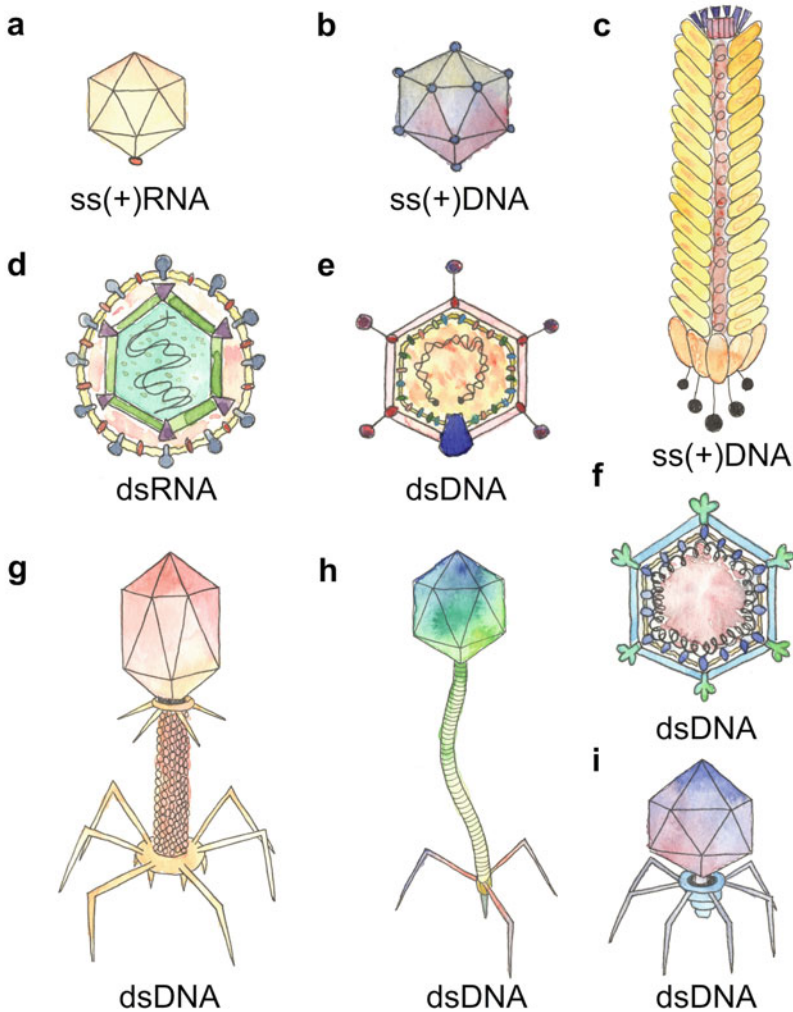 a
b
c
ss(+)RNA
ss(+)DNA
d
e
dsRNA
dsDNA
ss(+)DNA
f
g
h
dsDNA
i
dsDNA
dsDNA
dsDNA